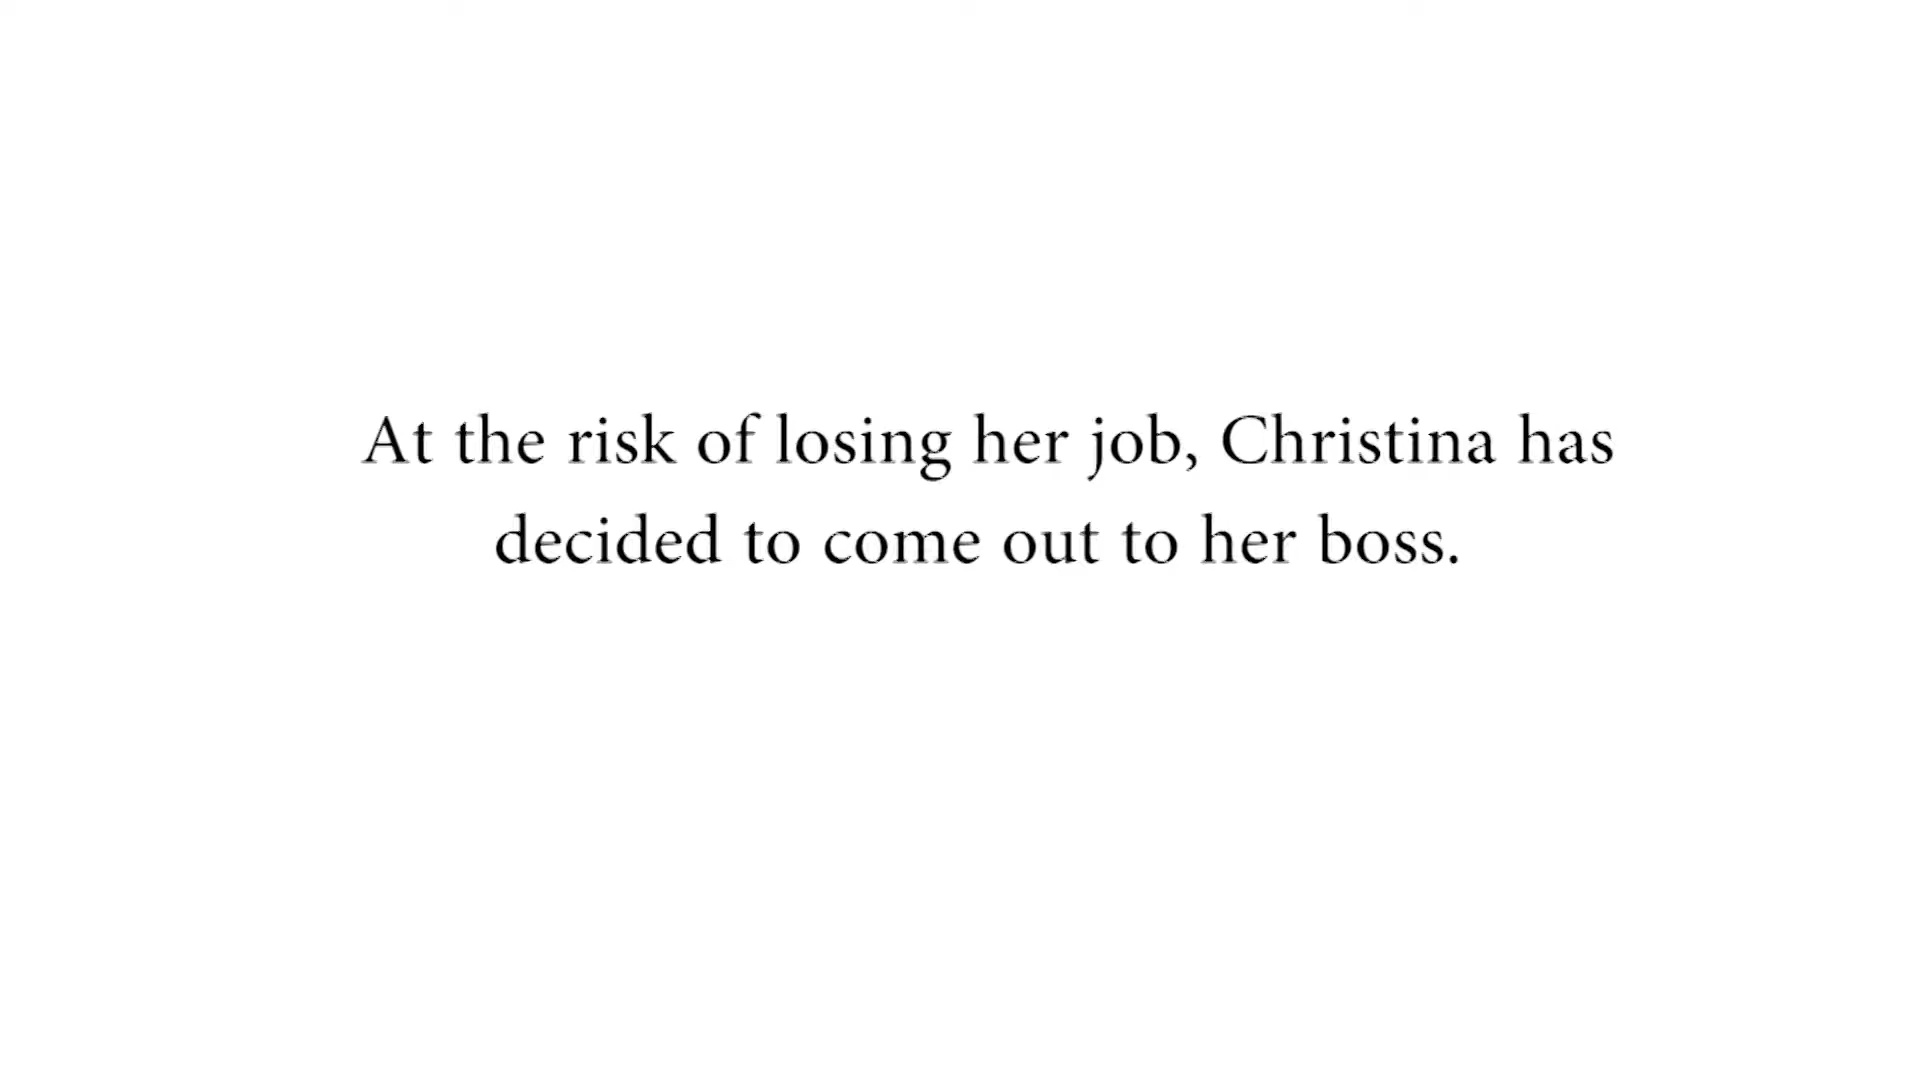 At the risk of losing her job, Christina has
decided to come out to her boss.